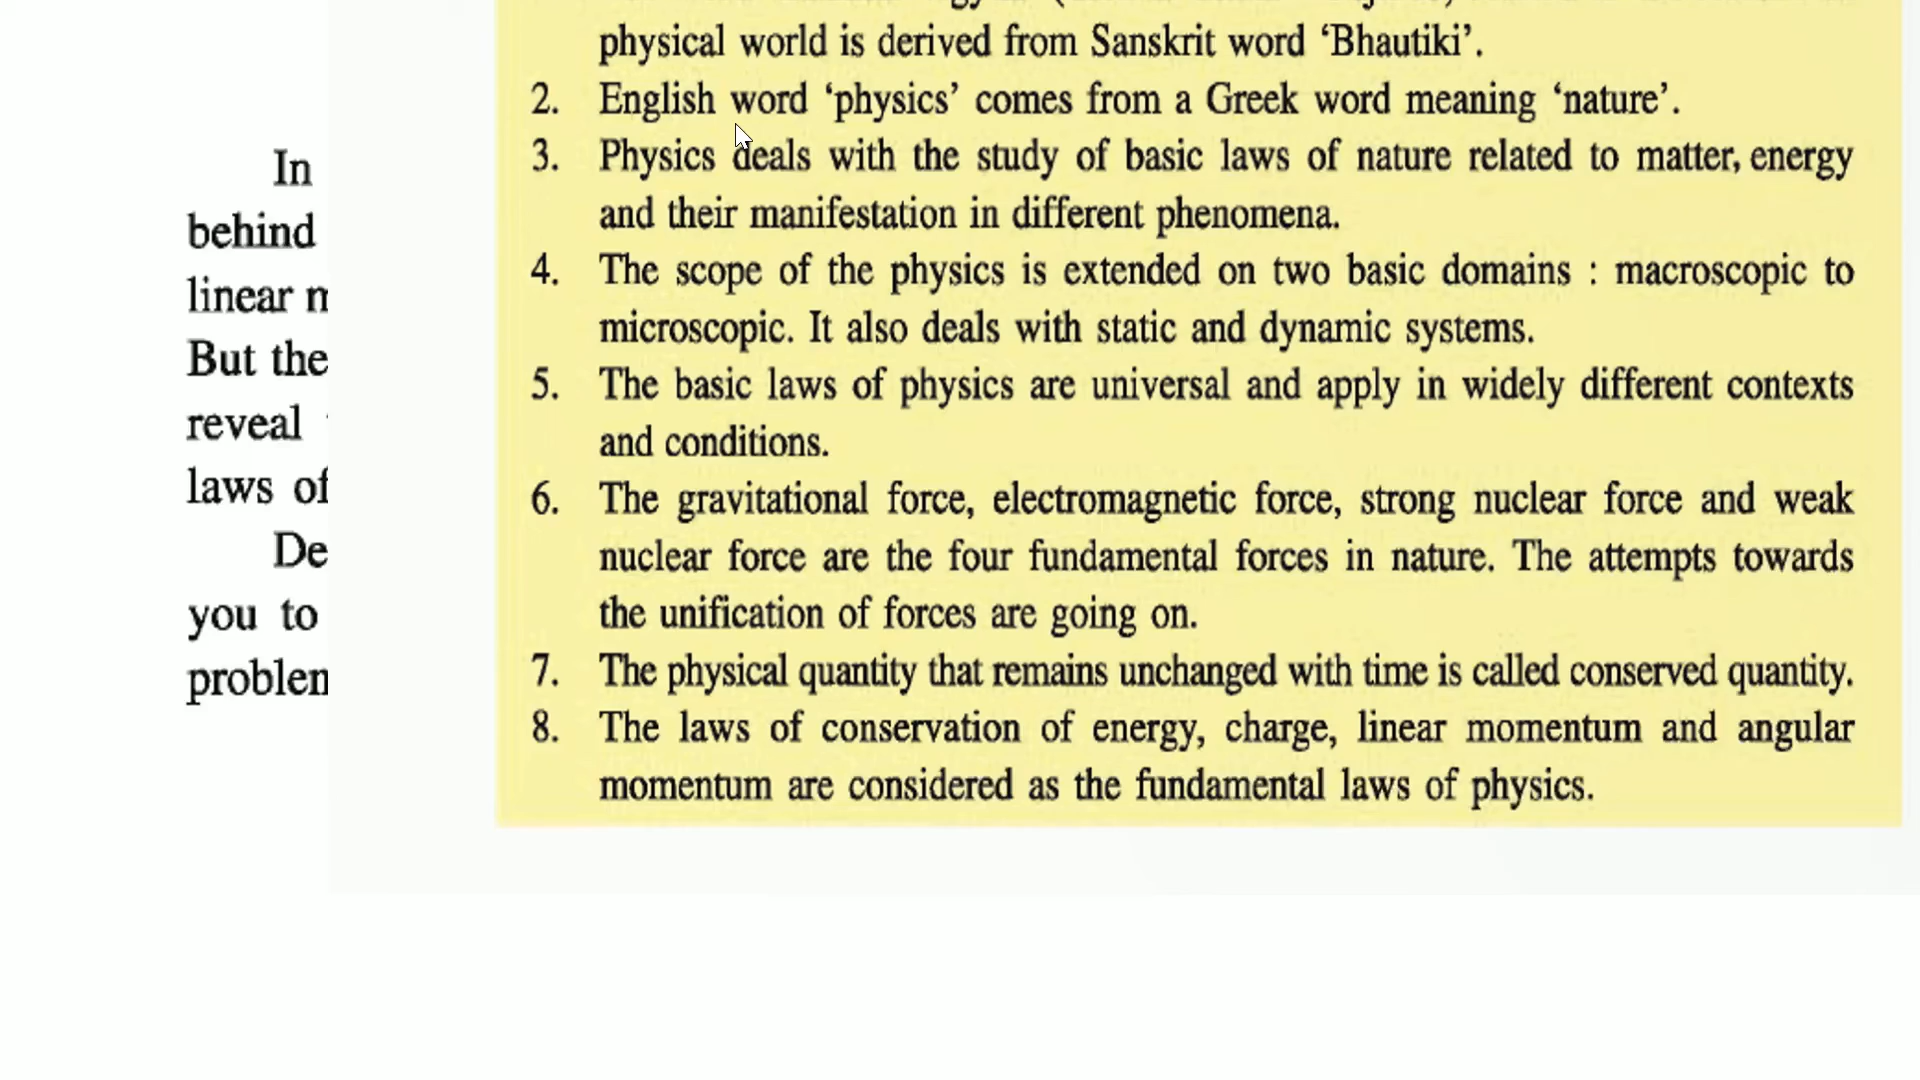 physical world is derived from Sanskrit word ‘Bhautiki’.
2. English word ‘physics’ comes from a Greek word meaning ‘nature’.
3. Physics deals with the study of basic laws of nature related to matter, energy
and their manifestation in different phenomena.
4. The scope of the physics is extended on two basic domains : macroscopic to
microscopic. It also deals with static and dynamic systems.
5. The basic laws of physics are universal and apply in widely different contexts
and conditions.
6. The gravitational force, electromagnetic force, strong nuclear force and weak
nuclear force are the four fundamental forces in nature. The attempts towards
the unification of forces are going on.
7. The physical quantity that remains unchanged with time is called conserved quantity.
8. The laws of conservation of energy, charge, linear momentum and angular
momentum are considered as the fundamental laws of physics.
In
behind
linear
But the
reveal
laws of
De
you to